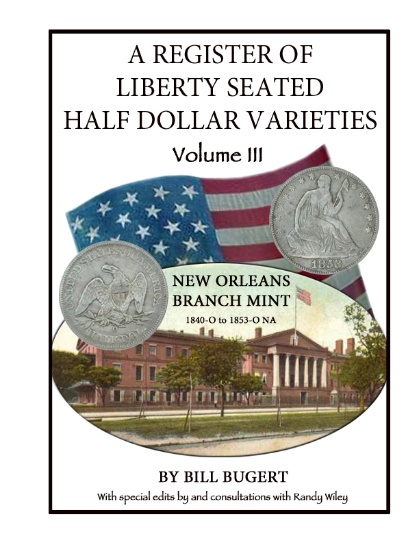 A REGISTER OF
LIBERTY SEATED
HALF DOLLAR VARIETIES
Volume III
NEW ORLEANS
BRANCH MINT
1840-O to 1853-O NA
BY BILL BUGERT
With special edits by and consultations with Randy Wiley